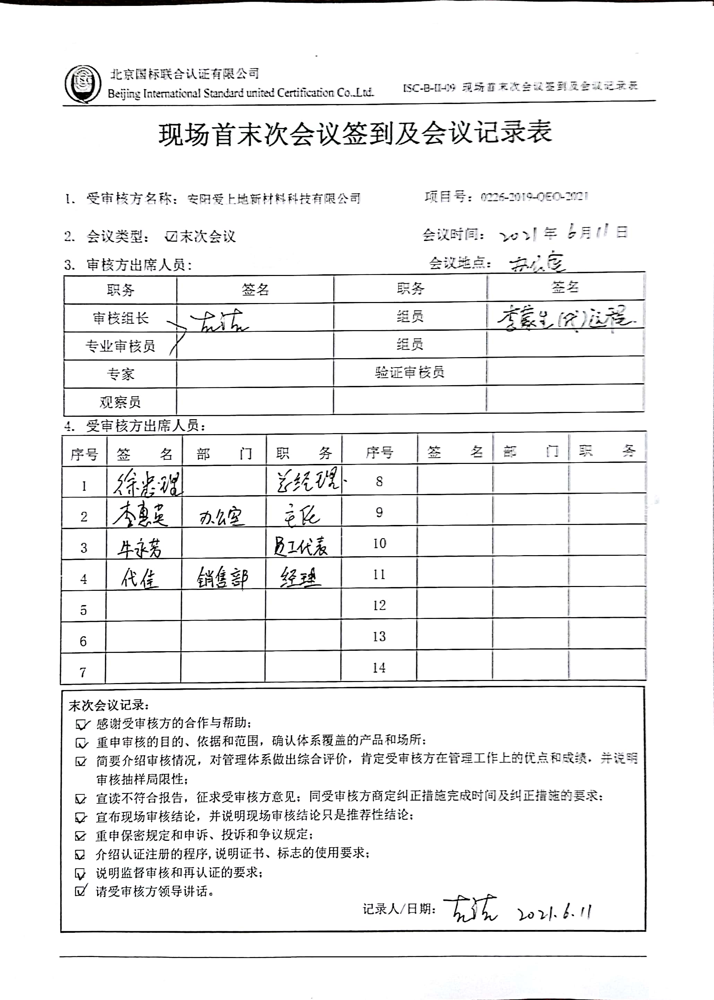 北京国标联合认证有限公司
Beijing International Standard united Certification Co.,Ltd.
ISC-B-II-09 现场首末次会议签到及会议记录表
现场首末次会议签到及会议记录表
1. 受审核方名称：安阳爱上地新材料科技有限公司 项目号：0226-2019-QEO-2021
2. 会议类型： ☑末次会议 会议时间： 2021年 6月11日
3. 审核方出席人员： 会议地点： 办公室
职务 签名 职务 签名
审核组长 组员 李蒙生(代)远程.
专业审核员 组员
专家 验证审核员
观察员
4. 受审核方出席人员：
序号 签 名 部 门 职 务 序号 签 名 部 门 职 务
1 徐忠理 总经理 8
2 李惠英 办公室 主任 9
3 牛永芳 员工代表 10
4 代佳 销售部 经理 11
5 12
6 13
7 14
末次会议记录：
☑ 感谢受审核方的合作与帮助；
☑ 重申审核的目的、依据和范围，确认体系覆盖的产品和场所；
☑ 简要介绍审核情况，对管理体系做出综合评价，肯定受审核方在管理工作上的优点和成绩，并说明
审核抽样局限性；
☑ 宣读不符合报告，征求受审核方意见；同受审核方商定纠正措施完成时间及纠正措施的要求；
☑ 宣布现场审核结论，并说明现场审核结论只是推荐性结论；
☑ 重申保密规定和申诉、投诉和争议规定；
☑ 介绍认证注册的程序,说明证书、标志的使用要求；
☑ 说明监督审核和再认证的要求；
☑ 请受审核方领导讲话。
记录人/日期： 2021.6.11